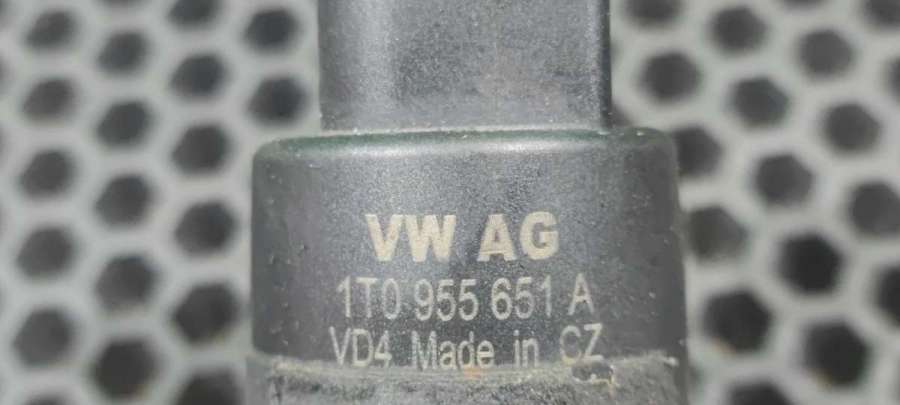 VW AG
1T0 955 651 A
VD4 Made in CZ